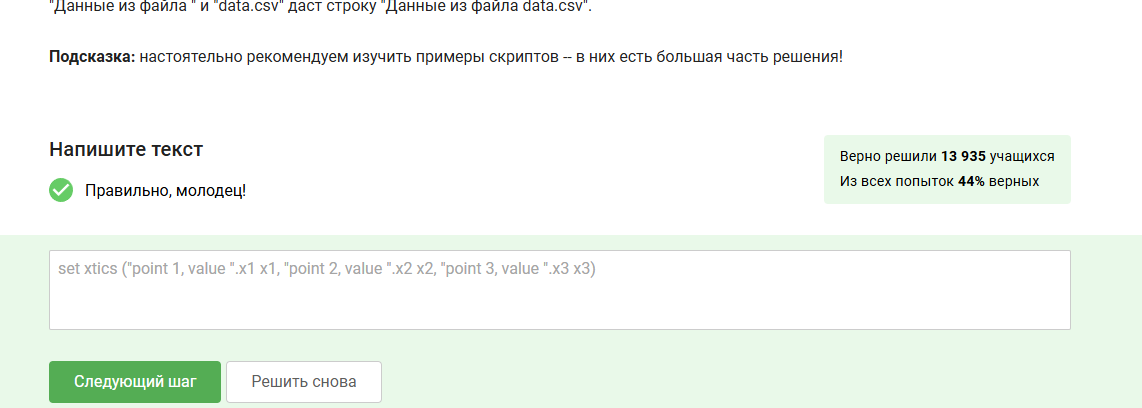 "Данные из файла " и "data.csv" даст строку "Данные из файла data.csv".
Подсказка: настоятельно рекомендуем изучить примеры скриптов -- в них есть большая часть решения!
Напишите текст
Верно решили 13 935 учащихся
Из всех попыток 44% верных
Правильно, молодец!
set xtics ("point 1, value ".x1 x1, "point 2, value ".x2 x2, "point 3, value ".x3 x3)
Следующий шаг
Решить снова